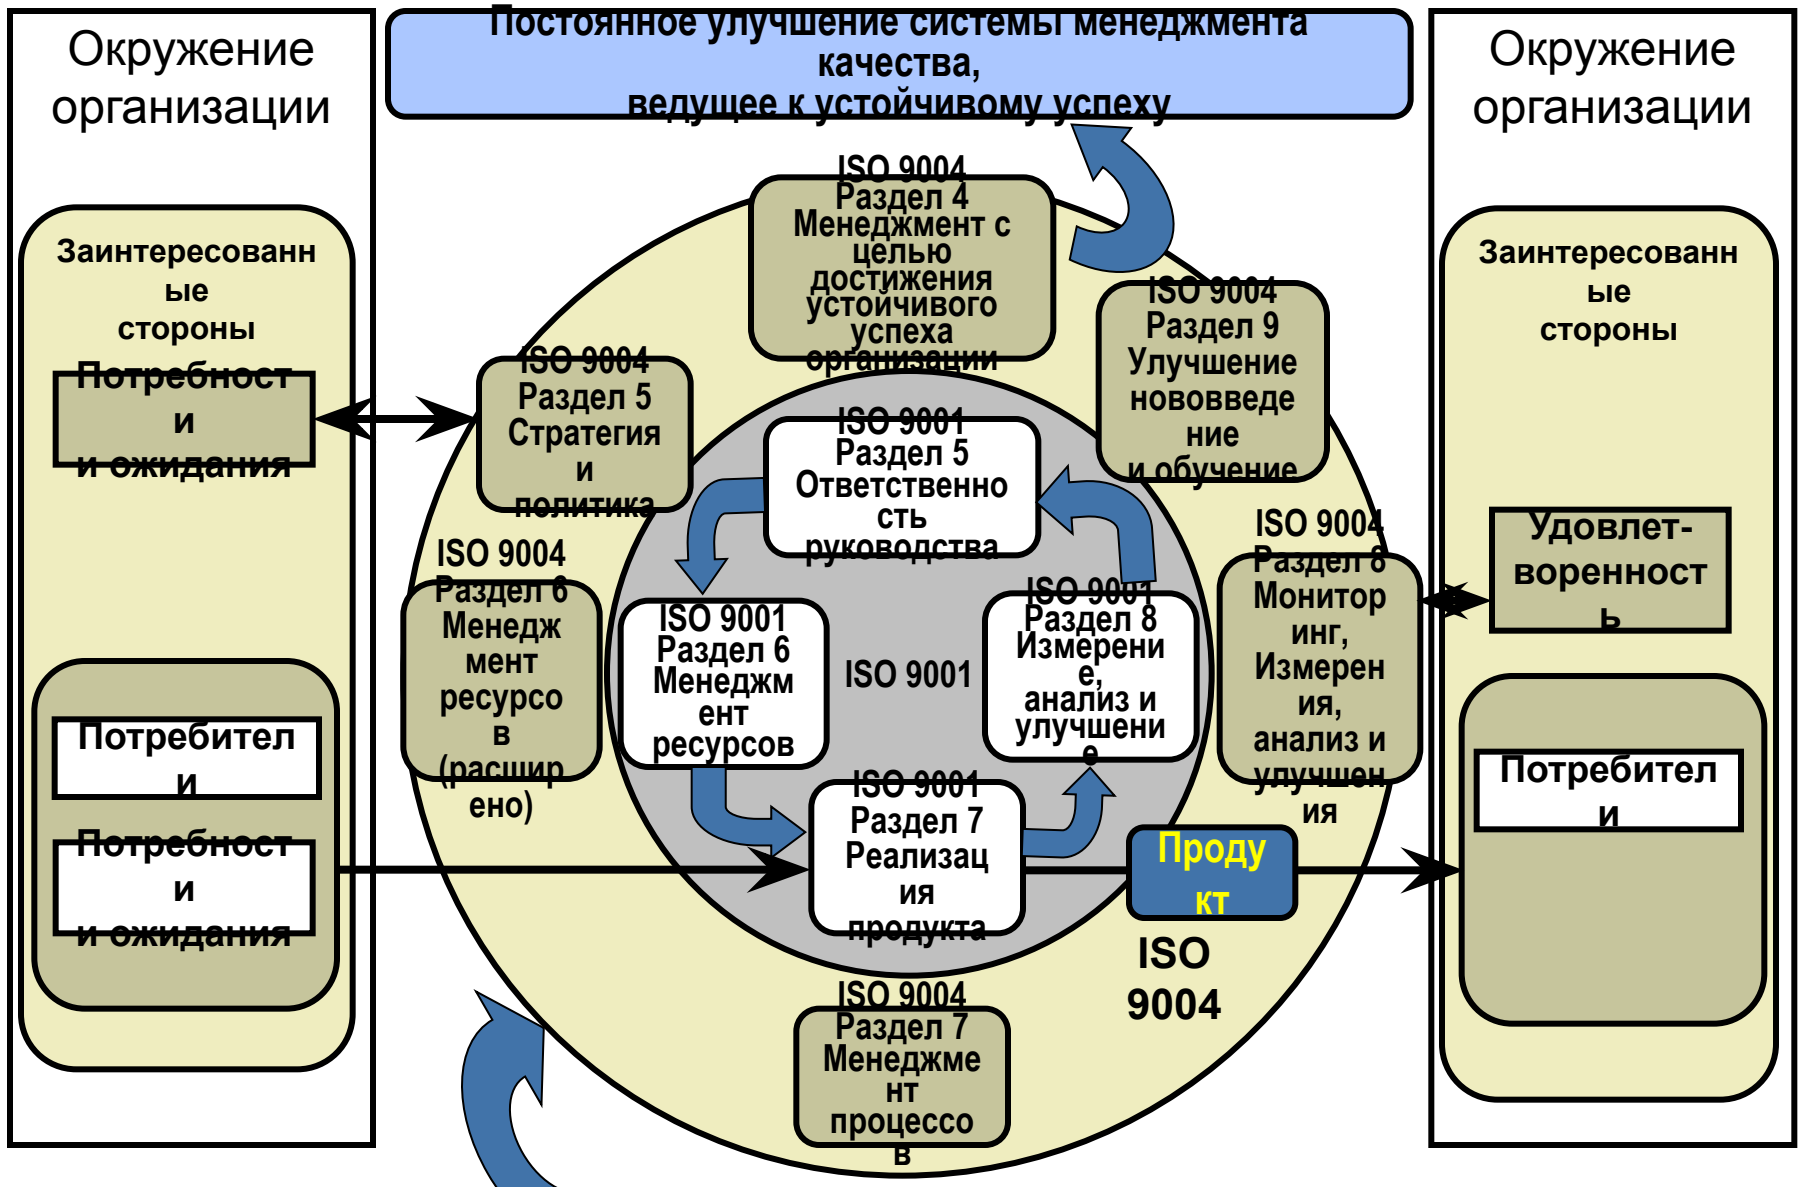 Окружение
организации
Заинтересованн
ые
стороны
Потребност
и
и ожидания
Потребител
и
Потребност
и
и ожидания
Постоянное улучшение системы менеджмента
качества,
ведущее к устойчивому успеху
ISO 9004
Раздел 4
Менеджмент с
целью
достижения
устойчивого
успеха
организации
ISO 9004
Раздел 9
Улучшение
нововведе
ние
и обучение
ISO 9004
Раздел 5
Стратегия
и
политика
ISO 9001
Раздел 5
Ответственно
сть
руководства
ISO 9004
Раздел 6
Менедж
мент
ресурсо
в
(расшир
ено)
ISO 9001
Раздел 6
Менеджм
ент
ресурсов
ISO 9001
ISO 9001
Раздел 8
Измерени
е,
анализ и
улучшени
е
ISO 9004
Раздел 8
Монитор
инг,
Измерен
ия,
анализ и
улучшен
ия
ISO 9001
Раздел 7
Реализац
ия
продукта
Проду
кт
ISO
9004
ISO 9004
Раздел 7
Менеджме
нт
процессо
в
Окружение
организации
Заинтересованн
ые
стороны
Удовлет-
воренност
ь
Потребител
и